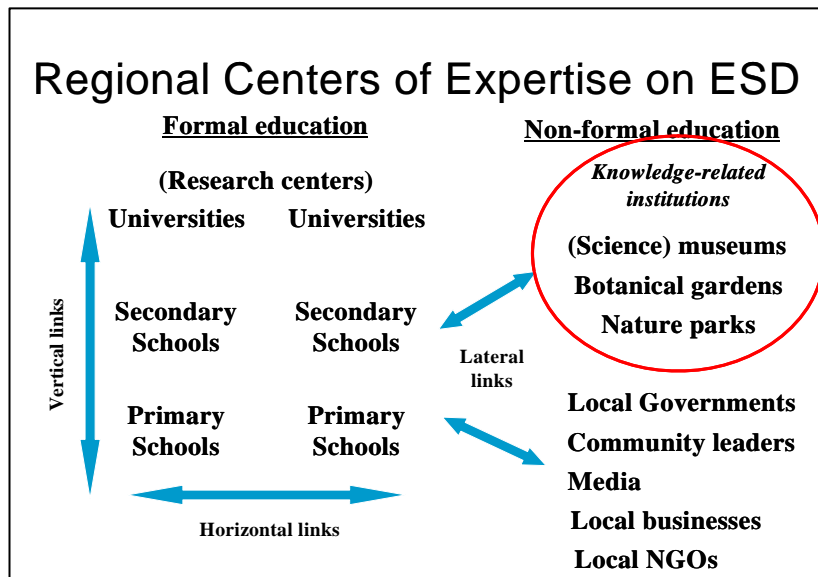 Regional Centers of Expertise on ESD
Formal education
(Research centers)
Universities Universities
Secondary Secondary
Schools Schools
Primary Primary
Schools Schools
Vertical links
Horizontal links
Lateral
links
Non-formal education
Knowledge-related
institutions
(Science) museums
Botanical gardens
Nature parks
Local Governments
Community leaders
Media
Local businesses
Local NGOs